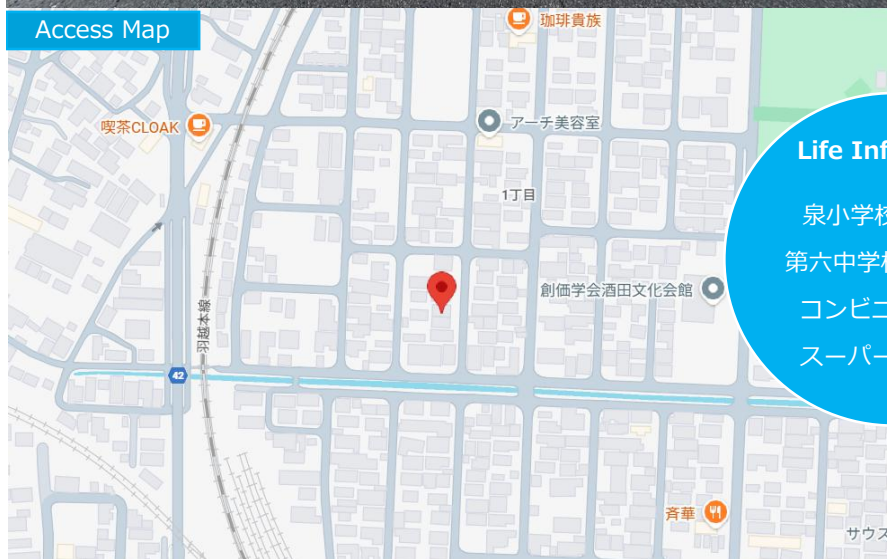 Access Map
珈琲貴族
喫茶CLOAK
アーチ美容室
1丁目
創価学会酒田文化会館
羽越本線
42
斉華
サウス
Life Inf
泉小学校
第六中学校
コンビニ
スーパー